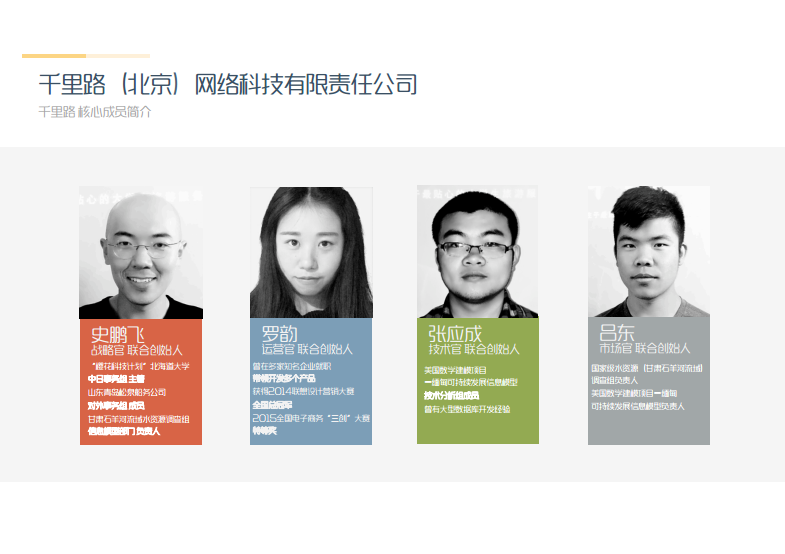 千里路（北京）网络科技有限责任公司
千里路 核心成员简介
史鹏飞
战略官 联合创始人
“樱花科技计划”北海道大学
中日事务组 主管
山东青岛松泉船务公司
对外事务组 成员
甘肃石羊河流域水资源调查组
信息模型部门 负责人
罗韵
运营官 联合创始人
曾在多家知名企业就职
带领开发多个产品
获得2014联想设计营销大赛
全国总冠军
2015全国电子商务“三创”大赛
特等奖
张应成
技术官 联合创始人
美国数学建模项目
—缅甸可持续发展信息模型
技术分析组成员
曾有大型数据库开发经验
吕东
市场官 联合创始人
国家级水资源（甘肃石羊河流域）
调查组负责人
美国数学建模项目—缅甸
可持续发展信息模型负责人